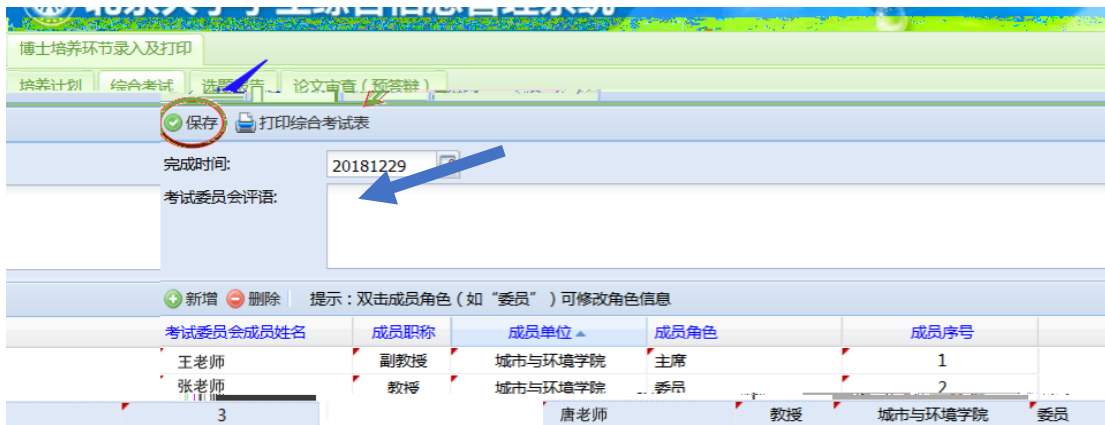 博士培养环节录入及打印
培养计划 综合考试 选题报告 论文审查(预答辩)
保存 打印综合考试表
完成时间: 20181229
考试委员会评语:
新增 删除 提示:双击成员角色(如“委员”)可修改角色信息
考试委员会成员姓名 成员职称 成员单位 成员角色 成员序号
王老师 副教授 城市与环境学院 主席 1
张老师 教授 城市与环境学院 委员 2
3 唐老师 教授 城市与环境学院 委员